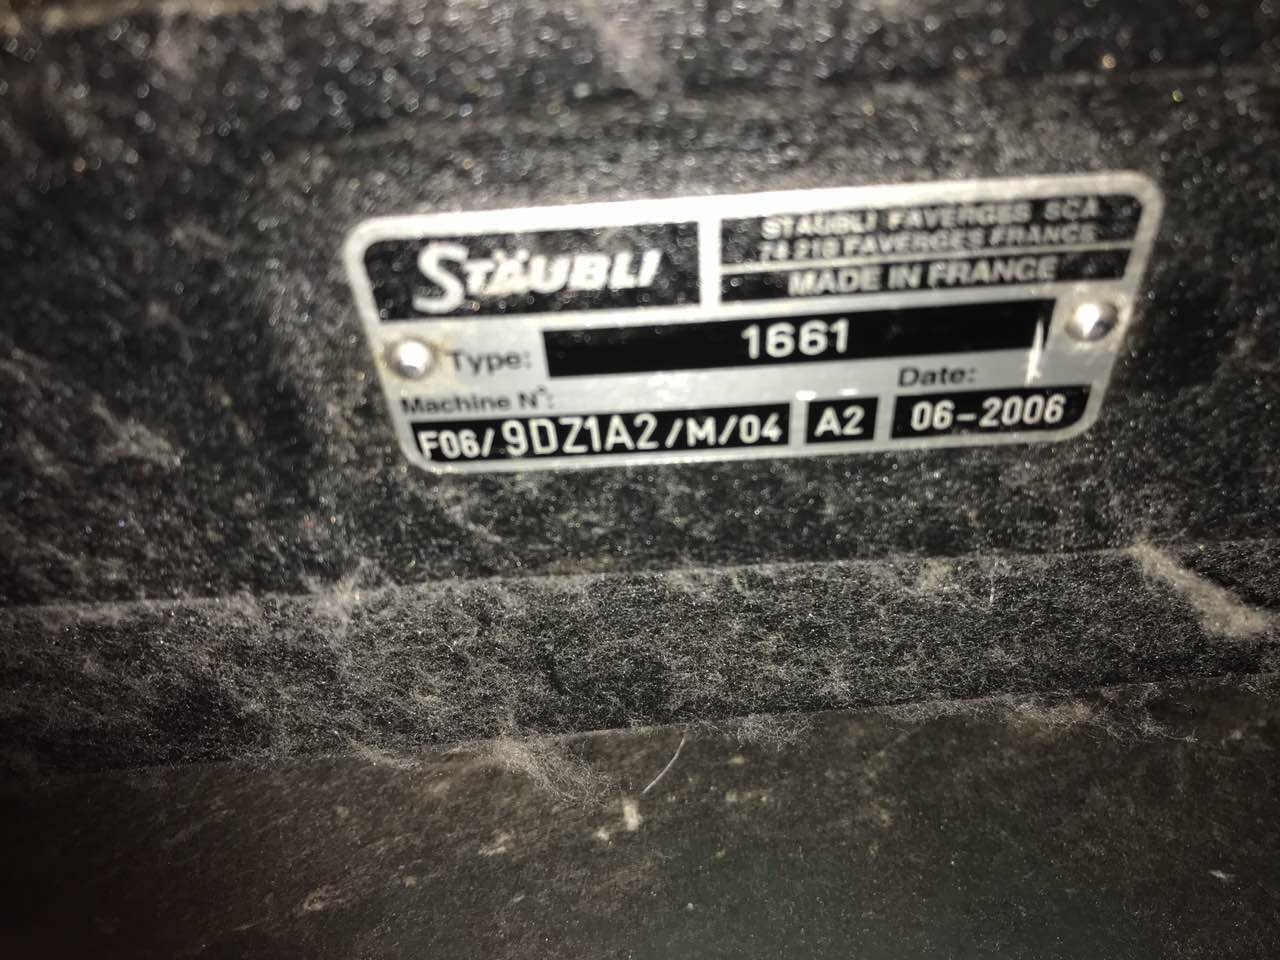 STÄUBLI
STAUBLI FAVERGES SCA
74 210 FAVERGES FRANCE
MADE IN FRANCE
Type: 1661
Machine N°: Date:
F06/9DZ1A2/M/04 A2 06-2006